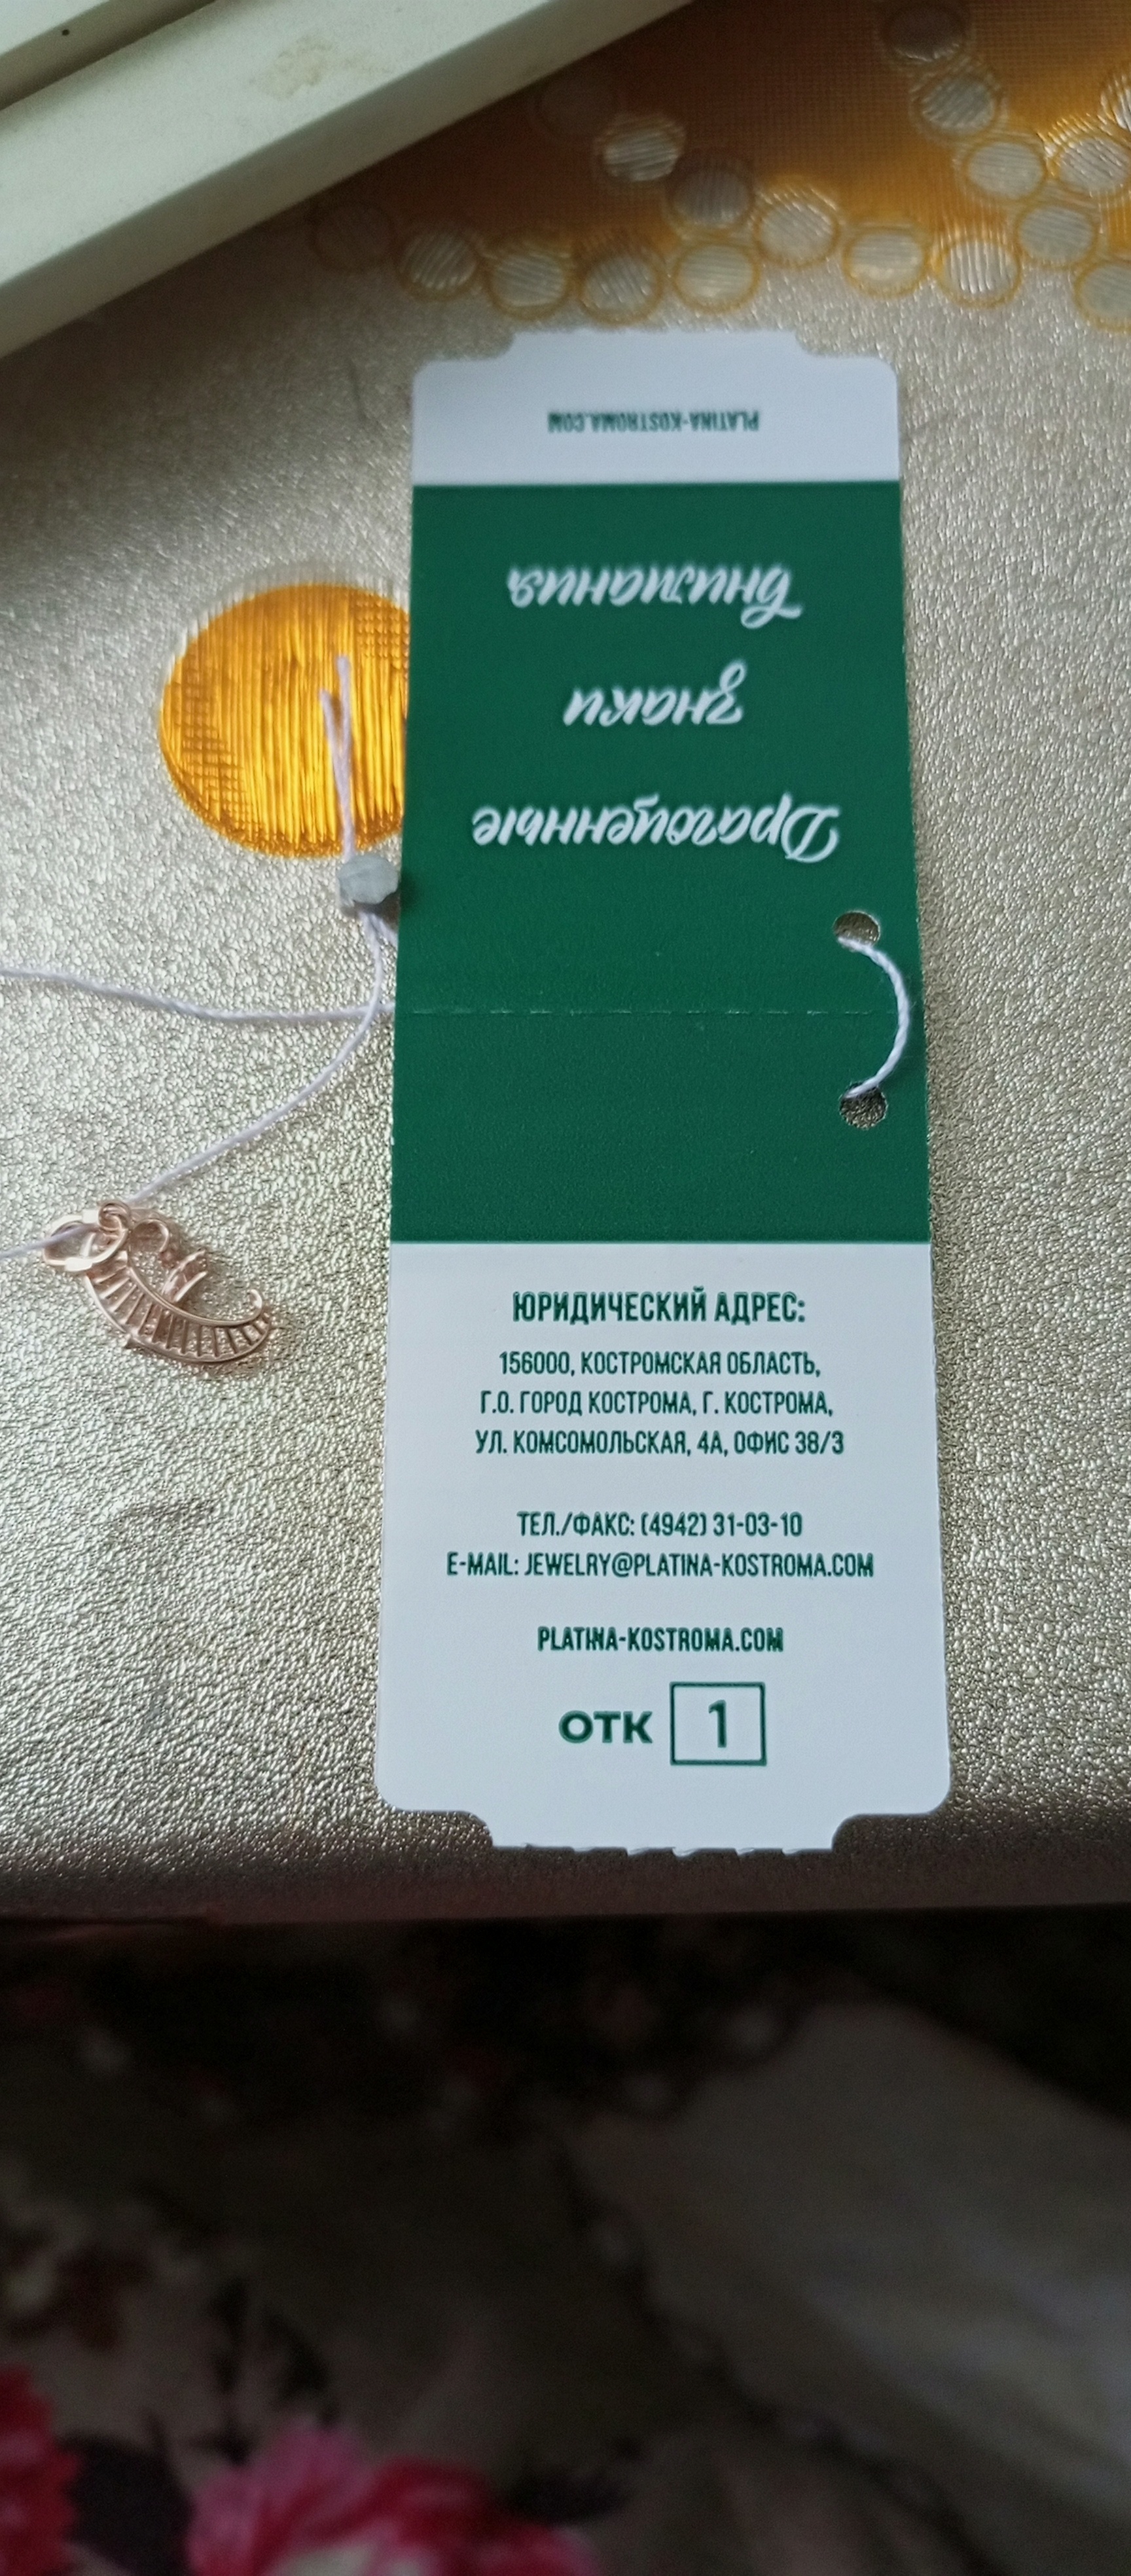 PLATINA-KOSTROMA.COM
Драгоценные
знаки
внимания
ЮРИДИЧЕСКИЙ АДРЕС:
156000, КОСТРОМСКАЯ ОБЛАСТЬ,
Г.О. ГОРОД КОСТРОМА, Г. КОСТРОМА,
УЛ. КОМСОМОЛЬСКАЯ, 4А, ОФИС 38/3
ТЕЛ./ФАКС: (4942) 31-03-10
E-MAIL: JEWELRY@PLATINA-KOSTROMA.COM
PLATINA-KOSTROMA.COM
ОТК 1